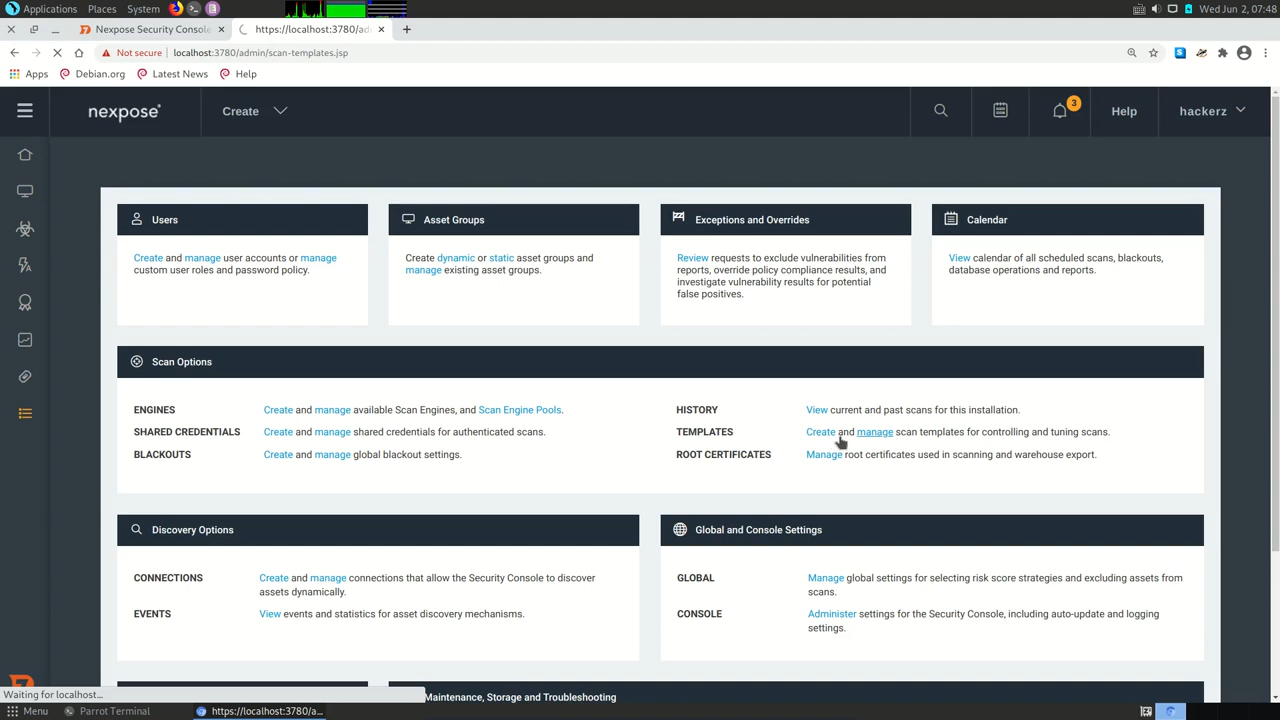 Applications Places System Wed Jun 2, 07:48
Nexpose Security Console https://localhost:3780/ad
Not secure localhost:3780/admin/scan-templates.jsp
Apps Debian.org Latest News Help
nexpose Create 3 Help hackerz
Users
Create and manage user accounts or manage
custom user roles and password policy.
Asset Groups
Create dynamic or static asset groups and
manage existing asset groups.
Exceptions and Overrides
Review requests to exclude vulnerabilities from
reports, override policy compliance results, and
investigate vulnerability results for potential
false positives.
Calendar
View calendar of all scheduled scans, blackouts,
database operations and reports.
Scan Options
ENGINES Create and manage available Scan Engines, and Scan Engine Pools.
SHARED CREDENTIALS Create and manage shared credentials for authenticated scans.
BLACKOUTS Create and manage global blackout settings.
HISTORY View current and past scans for this installation.
TEMPLATES Create and manage scan templates for controlling and tuning scans.
ROOT CERTIFICATES Manage root certificates used in scanning and warehouse export.
Discovery Options
CONNECTIONS Create and manage connections that allow the Security Console to discover
assets dynamically.
EVENTS View events and statistics for asset discovery mechanisms.
Global and Console Settings
GLOBAL Manage global settings for selecting risk score strategies and excluding assets from
scans.
CONSOLE Administer settings for the Security Console, including auto-update and logging
settings.
Maintenance, Storage and Troubleshooting
Waiting for localhost...
Menu Parrot Terminal https://localhost:3780/a...